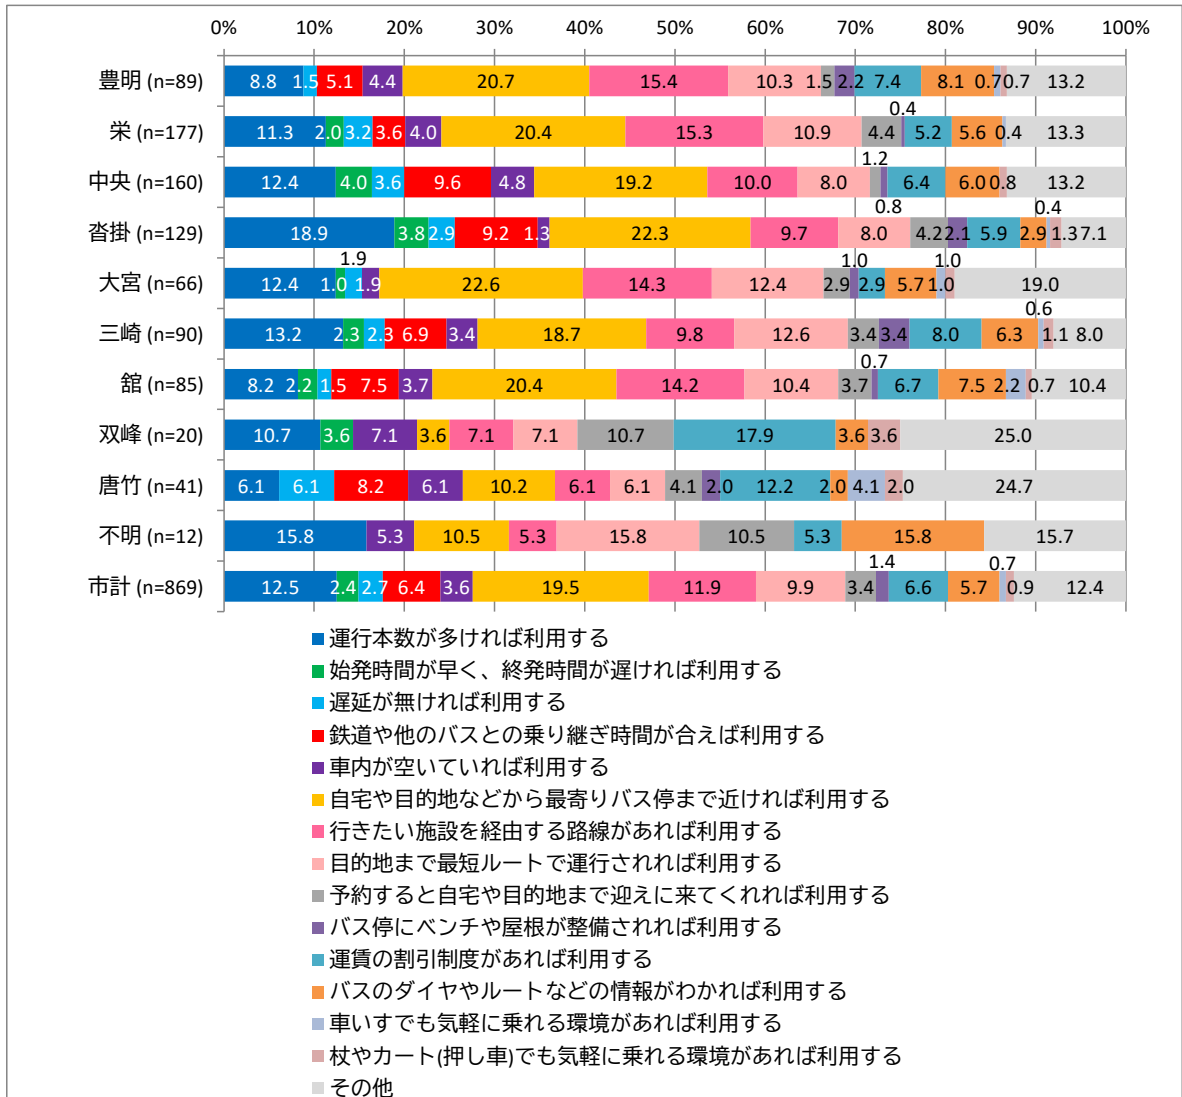 0% 10% 20% 30% 40% 50% 60% 70% 80% 90% 100%
豊明 (n=89) 8.8 1.5 5.1 4.4 20.7 15.4 10.3 1.5 2.2 7.4 8.1 0.7 0.7 13.2
0.4
栄 (n=177) 11.3 2.0 3.2 3.6 4.0 20.4 15.3 10.9 4.4 5.2 5.6 0.4 13.3
1.2
中央 (n=160) 12.4 4.0 3.6 9.6 4.8 19.2 10.0 8.0 6.4 6.0 0.8 13.2
0.8 0.4
沓掛 (n=129) 18.9 3.8 2.9 9.2 1.3 22.3 9.7 8.0 4.2 2.1 5.9 2.9 1.3 7.1
1.9 1.0 1.0
大宮 (n=66) 12.4 1.0 1.9 22.6 14.3 12.4 2.9 2.9 5.7 1.0 19.0
0.6
三崎 (n=90) 13.2 2.3 2.3 6.9 3.4 18.7 9.8 12.6 3.4 3.4 8.0 6.3 1.1 8.0
0.7
舘 (n=85) 8.2 2.2 1.5 7.5 3.7 20.4 14.2 10.4 3.7 6.7 7.5 2.2 0.7 10.4
双峰 (n=20) 10.7 3.6 7.1 3.6 7.1 7.1 10.7 17.9 3.6 3.6 25.0
唐竹 (n=41) 6.1 6.1 8.2 6.1 10.2 6.1 6.1 4.1 2.0 12.2 2.0 4.1 2.0 24.7
不明 (n=12) 15.8 5.3 10.5 5.3 15.8 10.5 5.3 15.8 15.7
1.4 0.7
市計 (n=869) 12.5 2.4 2.7 6.4 3.6 19.5 11.9 9.9 3.4 6.6 5.7 0.9 12.4
運行本数が多ければ利用する
始発時間が早く、終発時間が遅ければ利用する
遅延が無ければ利用する
鉄道や他のバスとの乗り継ぎ時間が合えば利用する
車内が空いていれば利用する
自宅や目的地などから最寄りバス停まで近ければ利用する
行きたい施設を経由する路線があれば利用する
目的地まで最短ルートで運行されれば利用する
予約すると自宅や目的地まで迎えに来てくれれば利用する
バス停にベンチや屋根が整備されれば利用する
運賃の割引制度があれば利用する
バスのダイヤやルートなどの情報がわかれば利用する
車いすでも気軽に乗れる環境があれば利用する
杖やカート(押し車)でも気軽に乗れる環境があれば利用する
その他